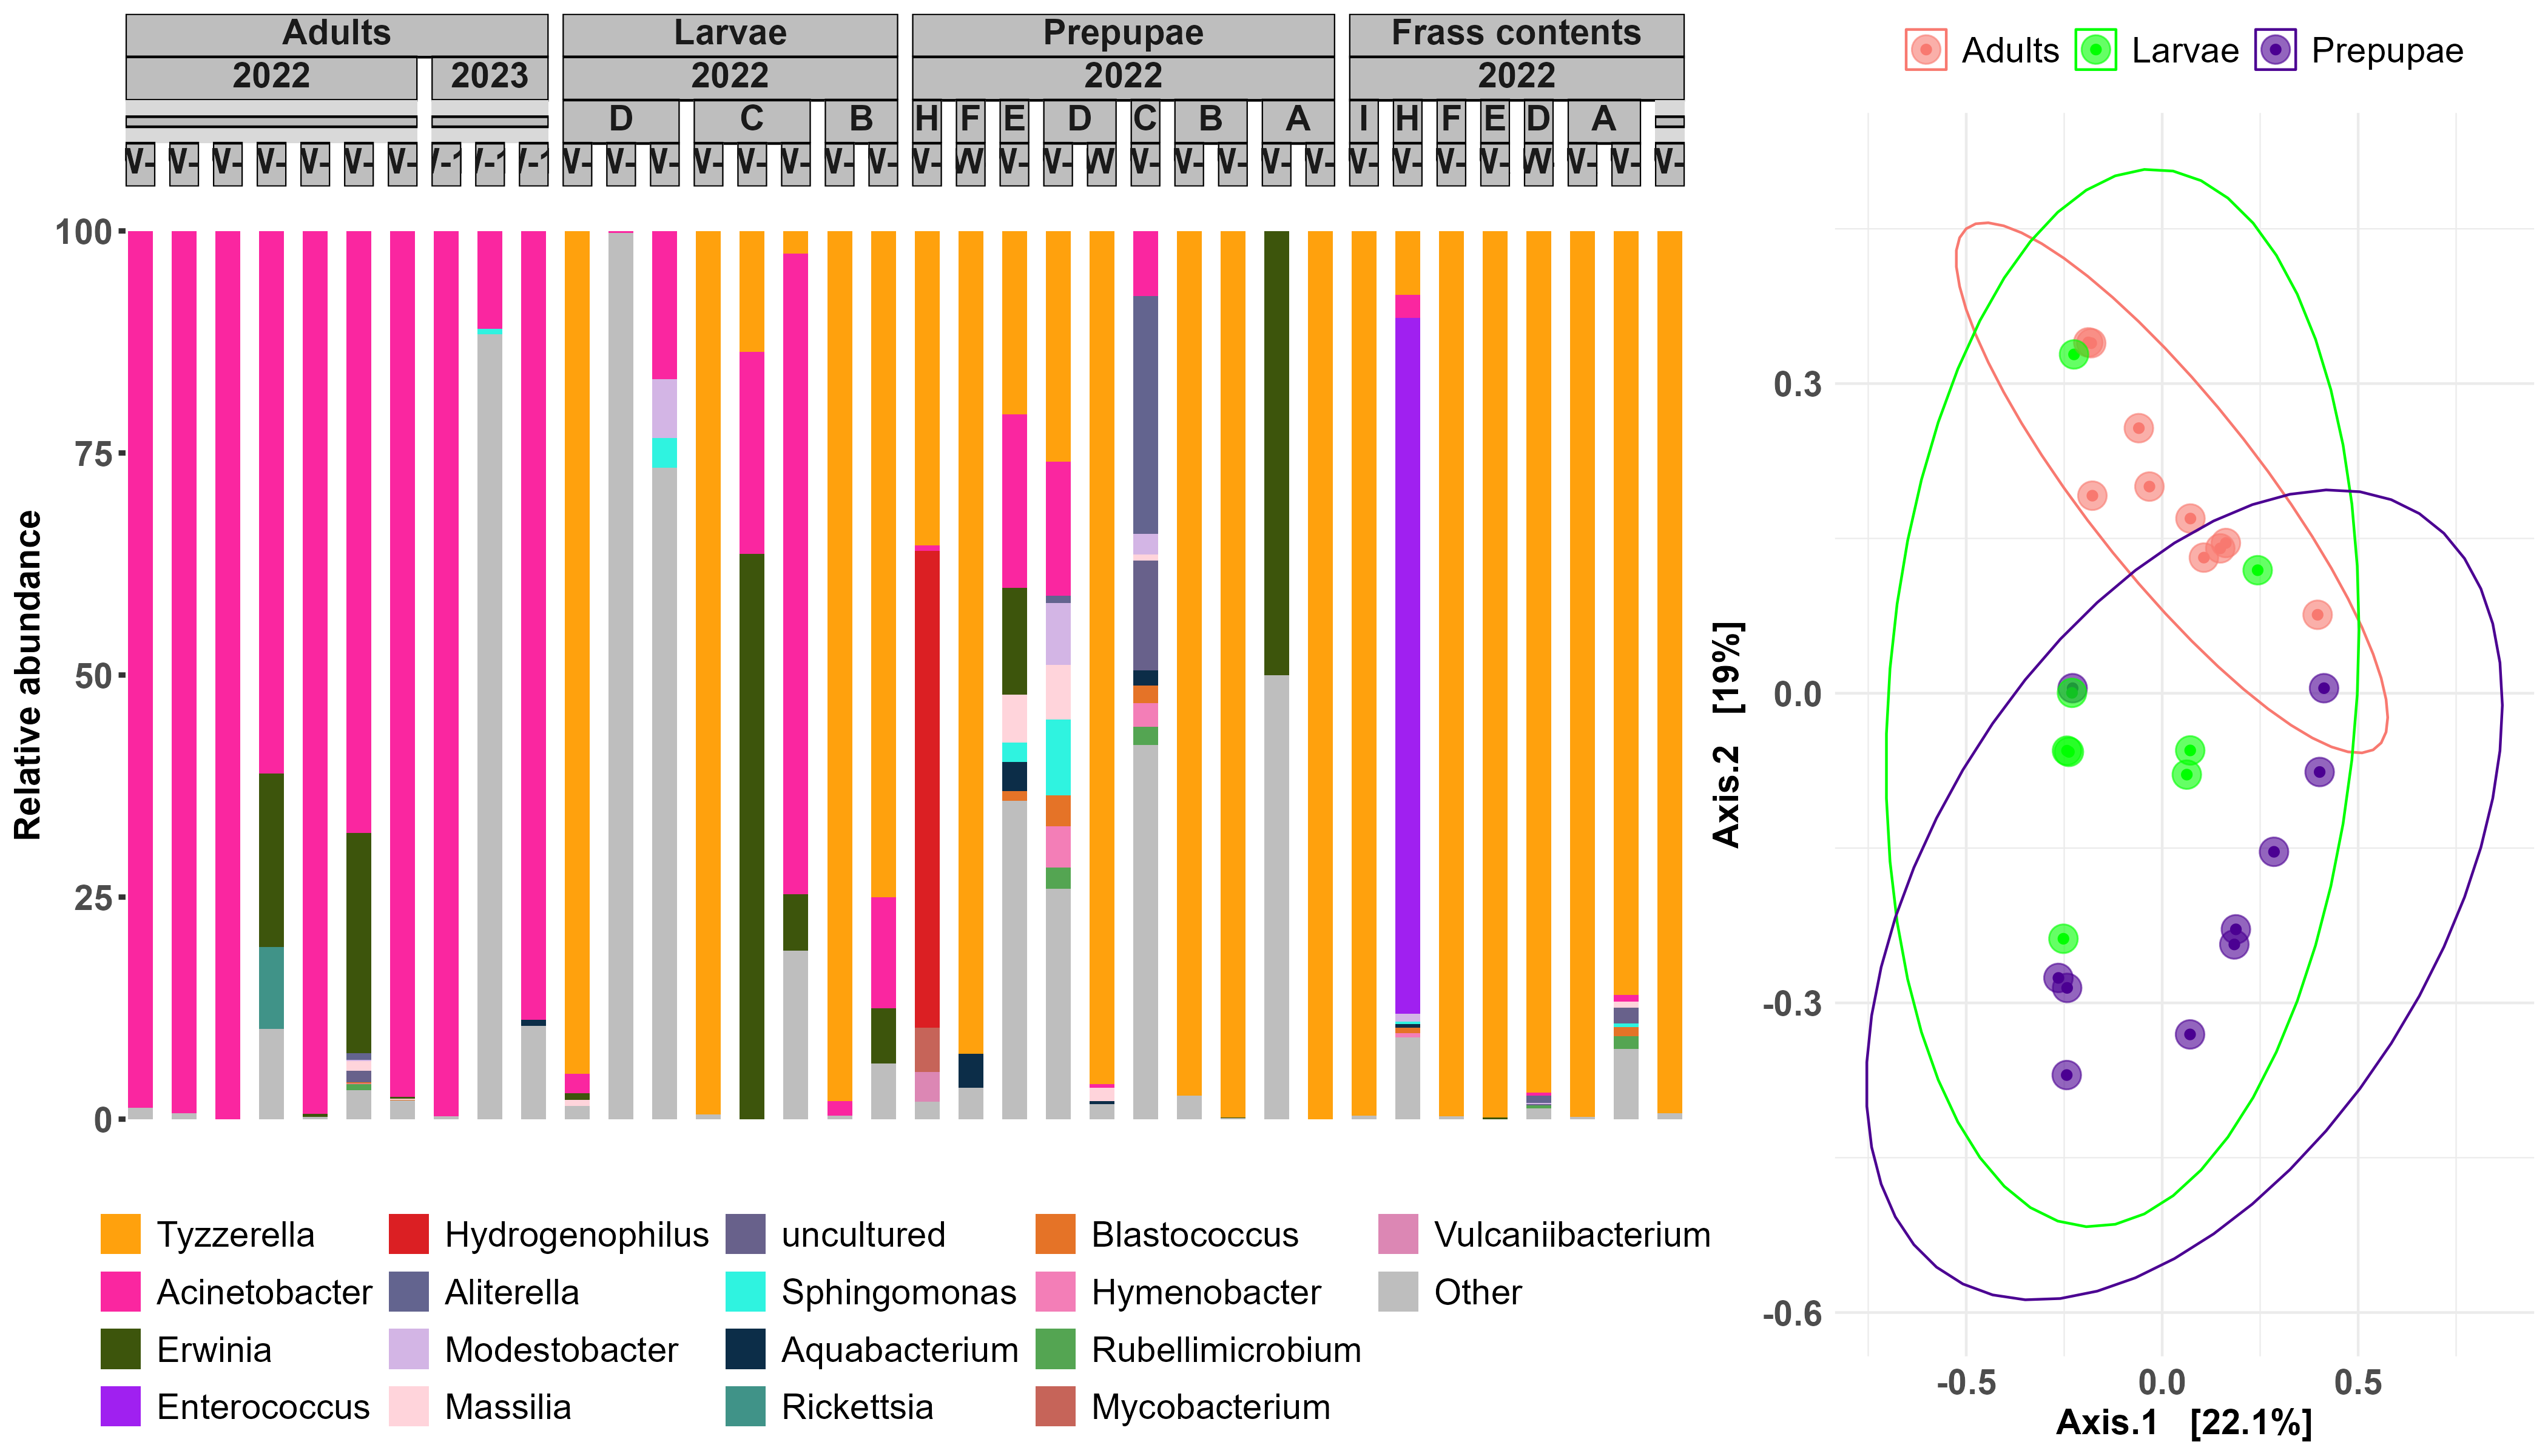 Adults Larvae Prepupae Frass contents
2022 2023 2022 2022 2022
D C B H F E D C B A I H F E D A
Adults Larvae Prepupae
100
75
50
25
0
Relative abundance
0.3
0.0
-0.3
-0.6
Axis.2 [19%]
-0.5 0.0 0.5
Axis.1 [22.1%]
Tyzzerella Hydrogenophilus uncultured Blastococcus Vulcaniibacterium
Acinetobacter Aliterella Sphingomonas Hymenobacter Other
Erwinia Modestobacter Aquabacterium Rubellimicrobium
Enterococcus Massilia Rickettsia Mycobacterium